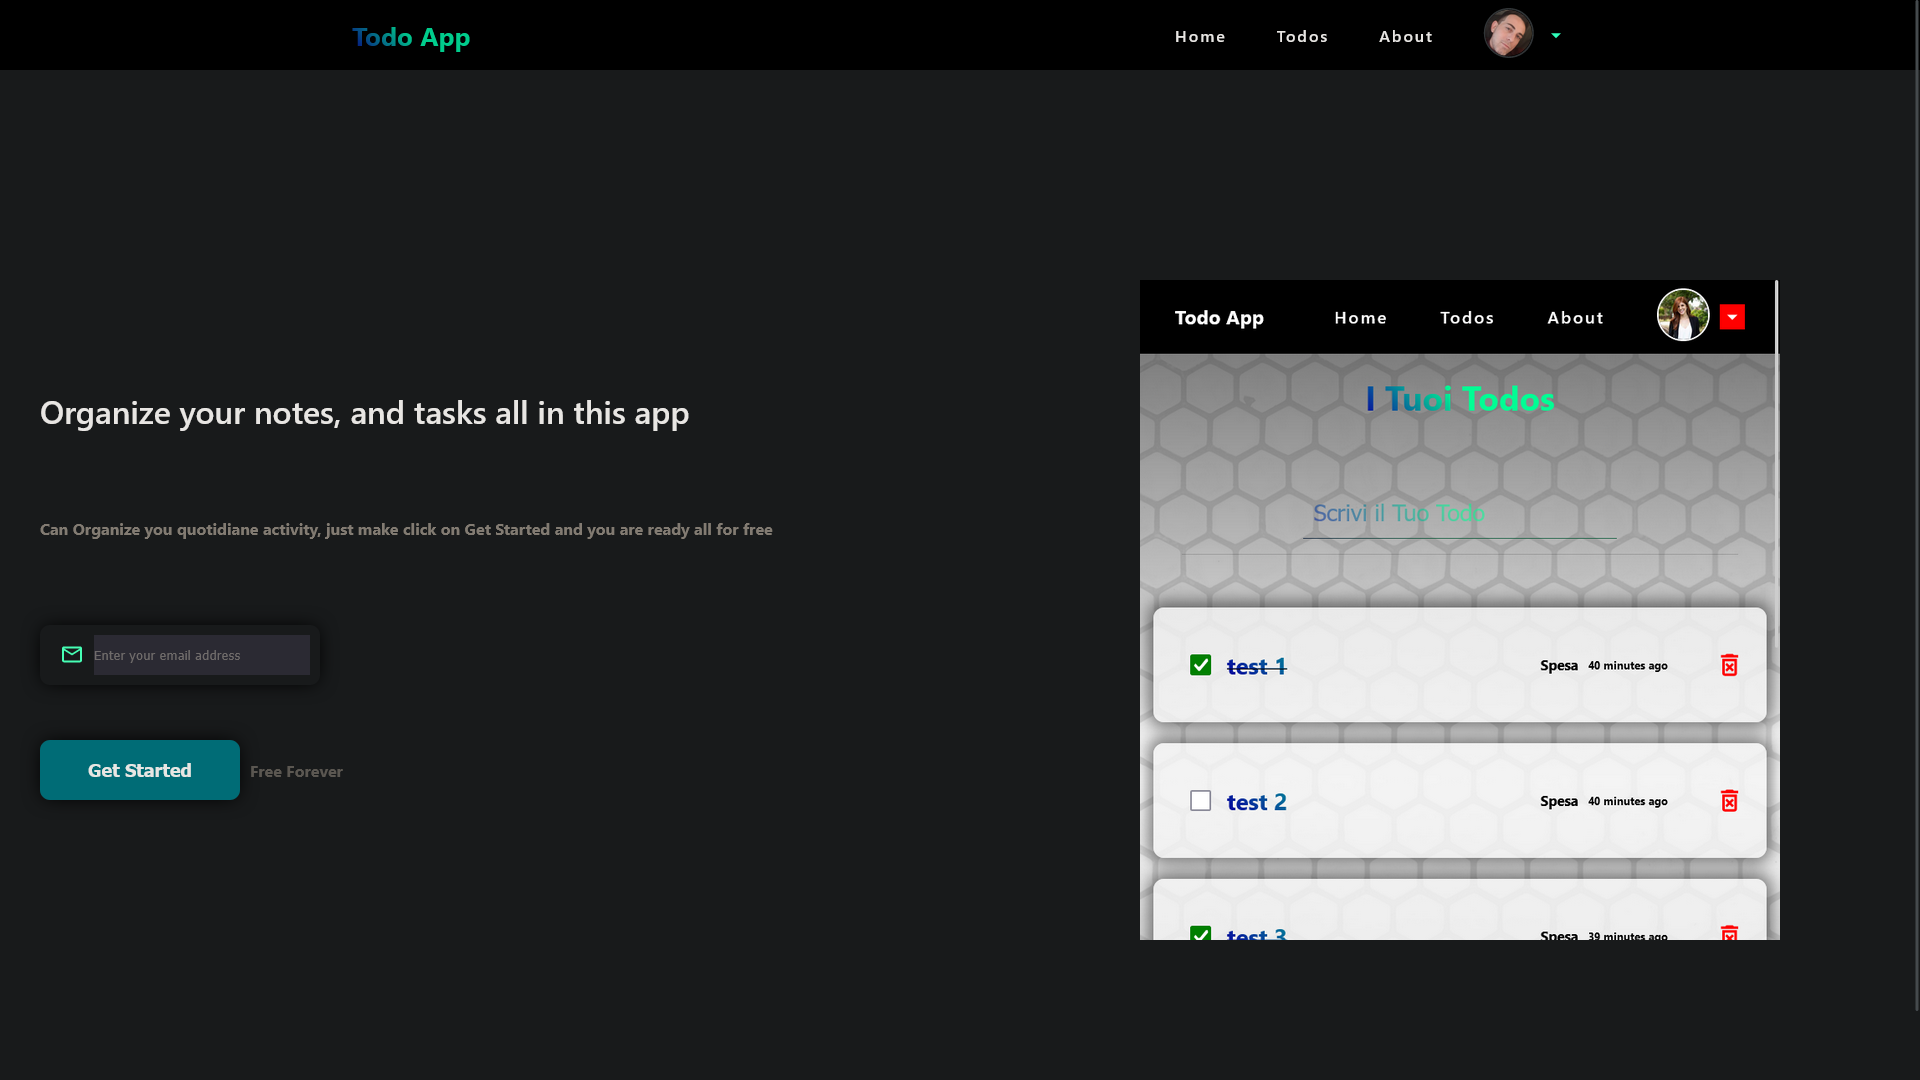 Todo App
Home
Todos
About
Organize your notes, and tasks all in this app
Can Organize you quotidiane activity, just make click on Get Started and you are ready all for free
Enter your email address
Get Started
Free Forever
Todo App
Home
Todos
About
I Tuoi Todos
Scrivi il Tuo Todo
test 1
Spesa
40 minutes ago
test 2
Spesa
40 minutes ago
test 3
Spesa
39 minutes ago